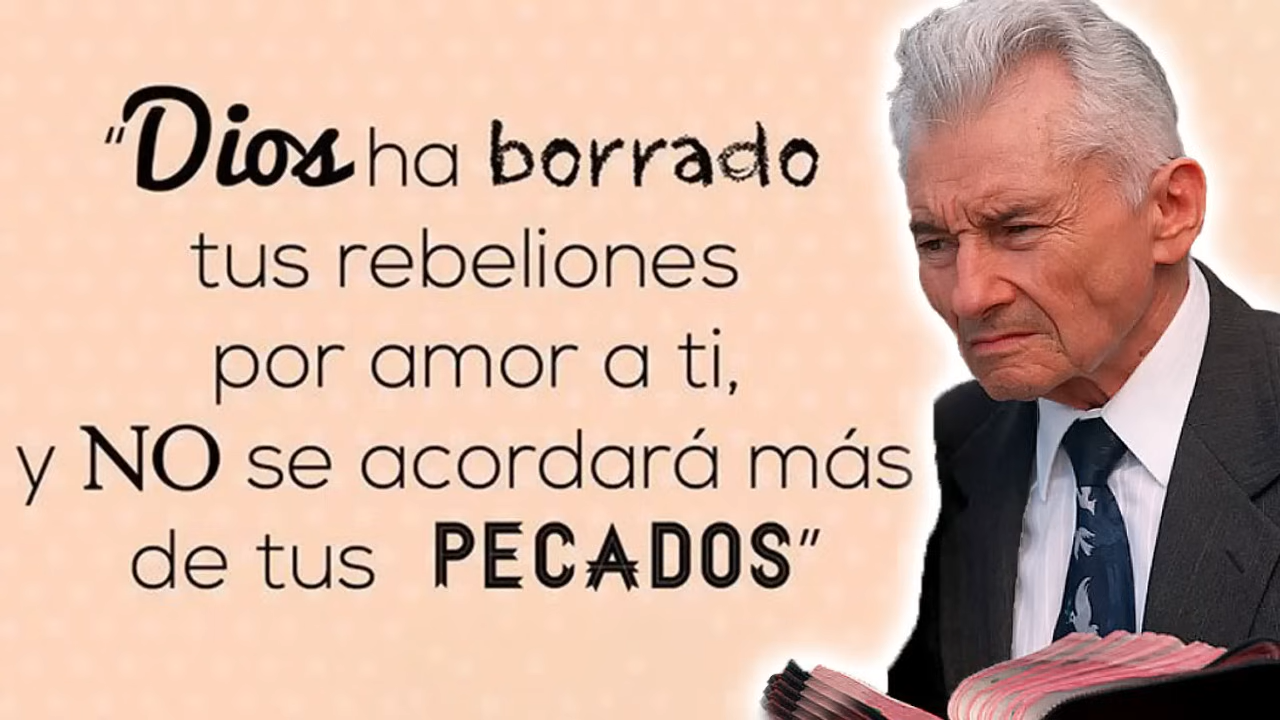 “Dios ha borrado
tus rebeliones
por amor a ti,
y NO se acordará más
de tus PECADOS”